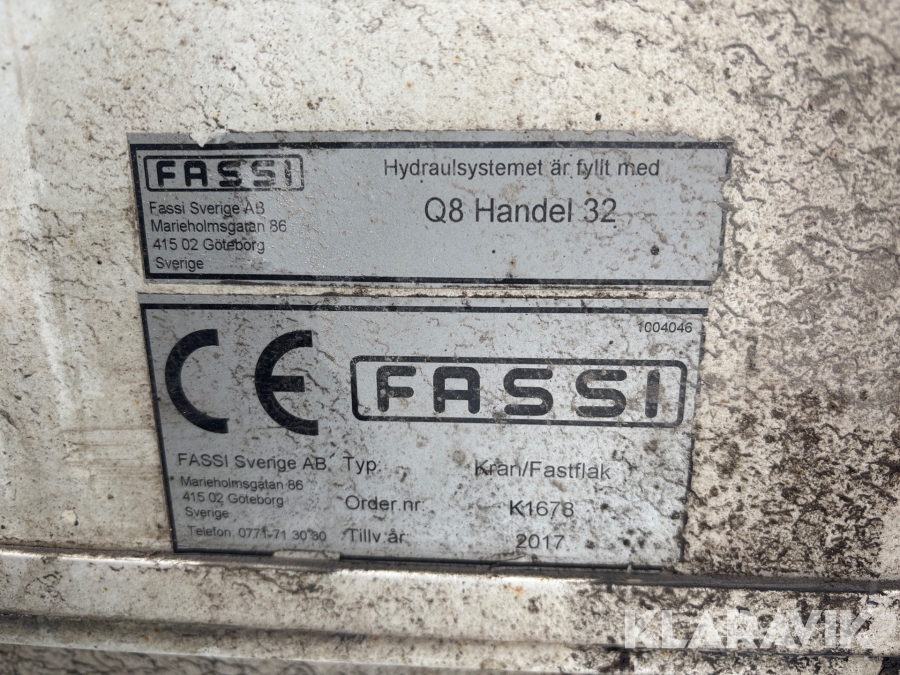 FASSI
Hydraulsystemet är fyllt med
Q8 Handel 32
Fassi Sverige AB
Marieholmsgatan 86
415 02 Göteborg
Sverige
1004046
CE FASSI
FASSI Sverige AB
Marieholmsgatan 86
415 02 Göteborg
Sverige
Telefon: 0771-71 30 80
Typ: Kran/Fastflak
Order.nr: K1678
Tillv.år: 2017
KLARAVIK